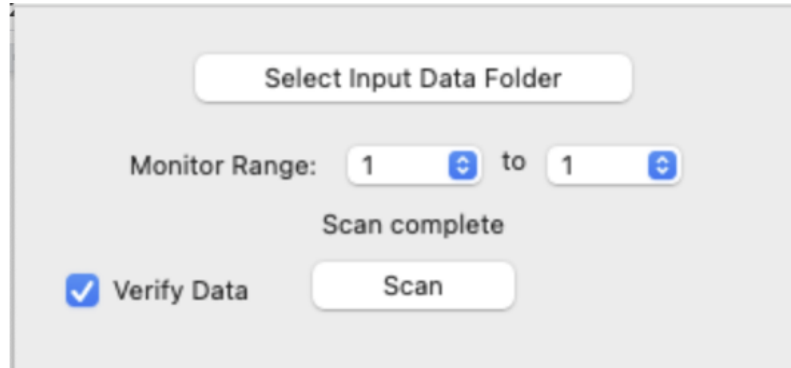 Select Input Data Folder
Monitor Range: 1 to 1
Scan complete
Verify Data Scan